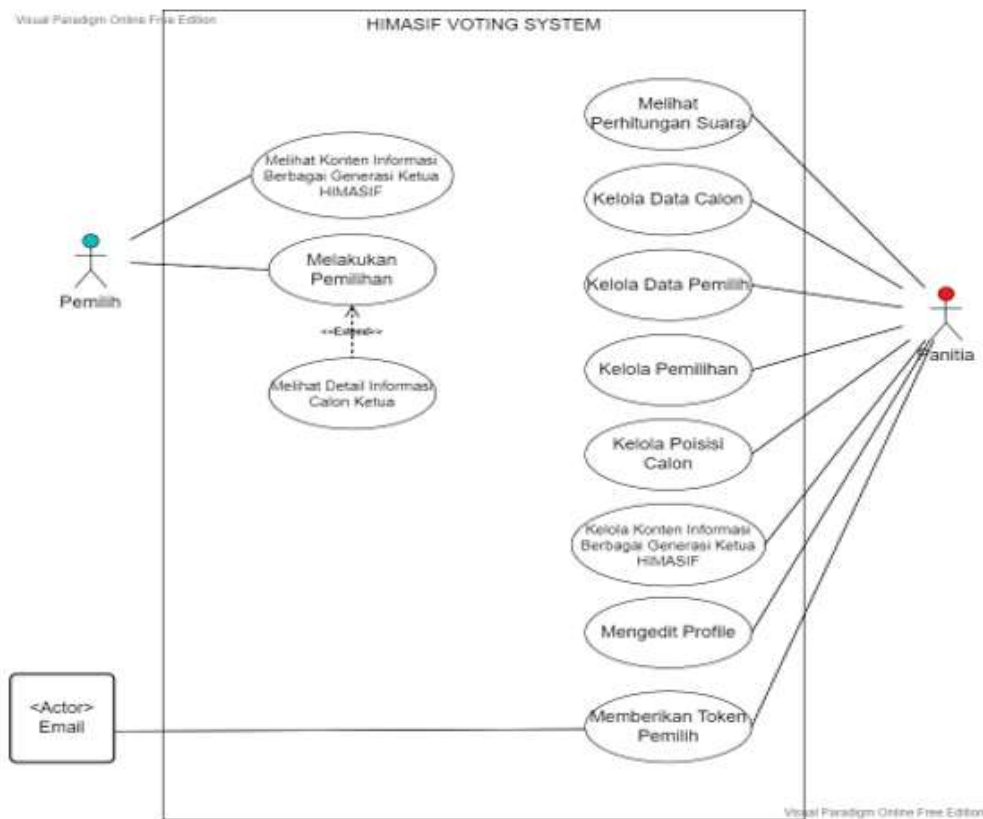 Visual Paradigm Online Free Edition
HIMASIF VOTING SYSTEM
Melihat
Perhitungan Suara
Melihat Konten Informasi
Berbagai Generasi Ketua
HIMASIF
Kelola Data Calon
Melakukan
Pemilihan
Pemilih
Kelola Data Pemilih
<<Extend>>
Panitia
Kelola Pemilihan
Melihat Detail Informasi
Calon Ketua
Kelola Poisisi
Calon
Kelola Konten Informasi
Berbagai Generasi Ketua
HIMASIF
Mengedit Profile
<Actor>
Email
Memberikan Token
Pemilih
Visual Paradigm Online Free Edition